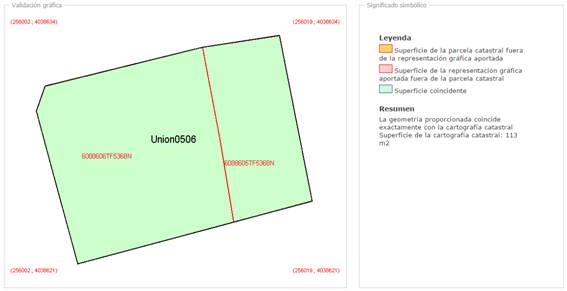 Validación gráfica
(256002 ; 4038634)
(256019 ; 4038634)
Union0506
6088606TF5368N
6088605TF5368N
(256002 ; 4038621)
(256019 ; 4038621)
Significado simbólico
Leyenda
Superficie de la parcela catastral fuera
de la representación gráfica aportada
Superficie de la representación gráfica
aportada fuera de la parcela catastral
Superficie coincidente
Resumen
La geometría proporcionada coincide
exactamente con la cartografía catastral
Superficie de la cartografía catastral: 113
m2